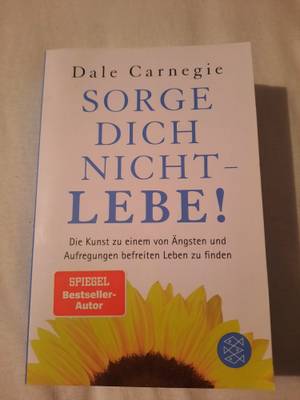 Dale Carnegie
SORGE
DICH
NICHT–
LEBE!
Die Kunst zu einem von Ängsten und
Aufregungen befreiten Leben zu finden
SPIEGEL
Bestseller-
Autor